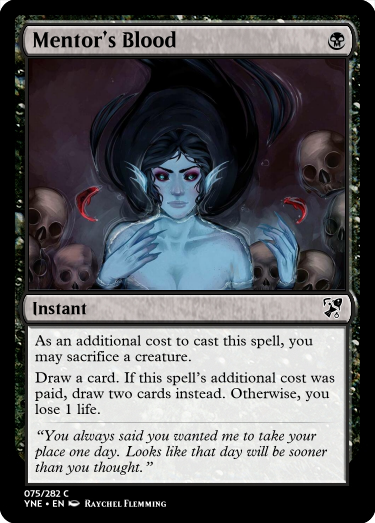 Mentor's Blood
Instant
As an additional cost to cast this spell, you
may sacrifice a creature.
Draw a card. If this spell's additional cost was
paid, draw two cards instead. Otherwise, you
lose 1 life.
“You always said you wanted me to take your
place one day. Looks like that day will be sooner
than you thought.”
075/282 C
YNE • EN Raychel Flemming